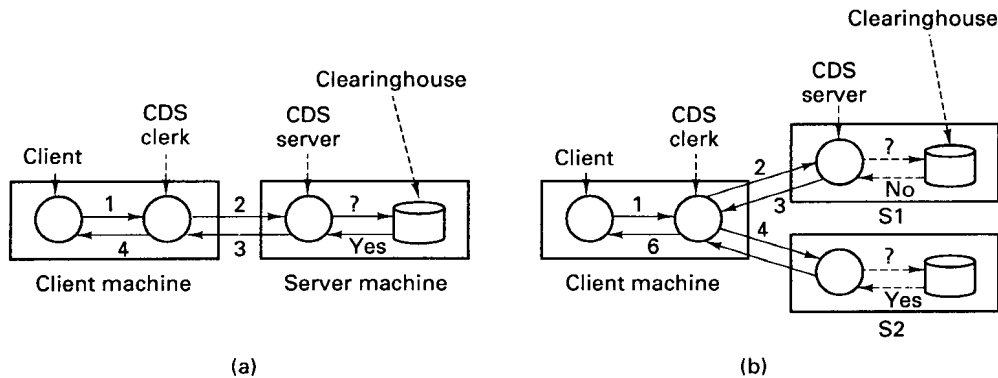 Client
CDS
clerk
CDS
server
Clearinghouse
1
2
?
4
3
Yes
Client machine
Server machine
(a)
Client
CDS
clerk
CDS
server
Clearinghouse
1
2
?
No
3
S1
6
4
?
Yes
S2
Client machine
(b)